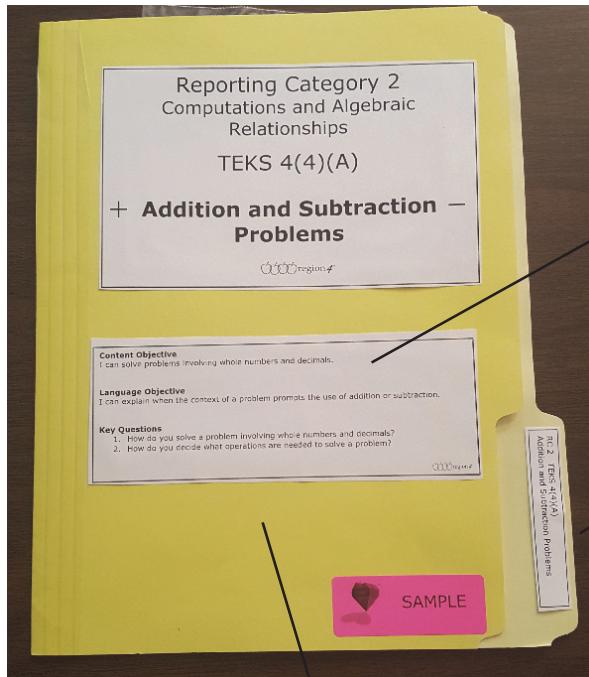 Reporting Category 2
Computations and Algebraic
Relationships
TEKS 4(4)(A)
+ Addition and Subtraction −
Problems
region 4
Content Objective
I can solve problems involving whole numbers and decimals.
Language Objective
I can explain when the context of a problem prompts the use of addition or subtraction.
Key Questions
1. How do you solve a problem involving whole numbers and decimals?
2. How do you decide what operations are needed to solve a problem?
region 4
RC 2 TEKS 4(4)(A)
Addition and Subtraction Problems
SAMPLE